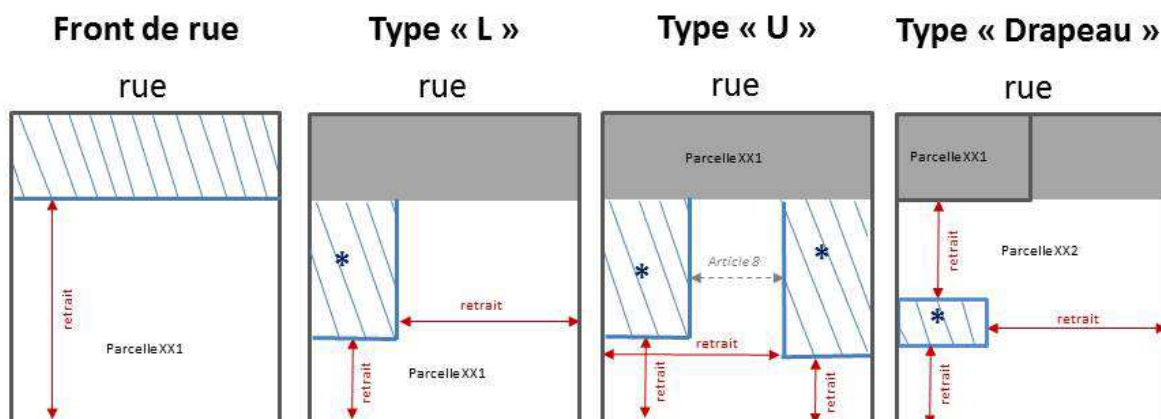 Front de rue
rue
retrait
ParcelleXX1
Type « L »
rue
*
retrait
retrait
ParcelleXX1
Type « U »
rue
ParcelleXX1
*
*
Article 8
retrait
retrait
retrait
Type « Drapeau »
rue
ParcelleXX1
retrait
ParcelleXX2
*
retrait
retrait